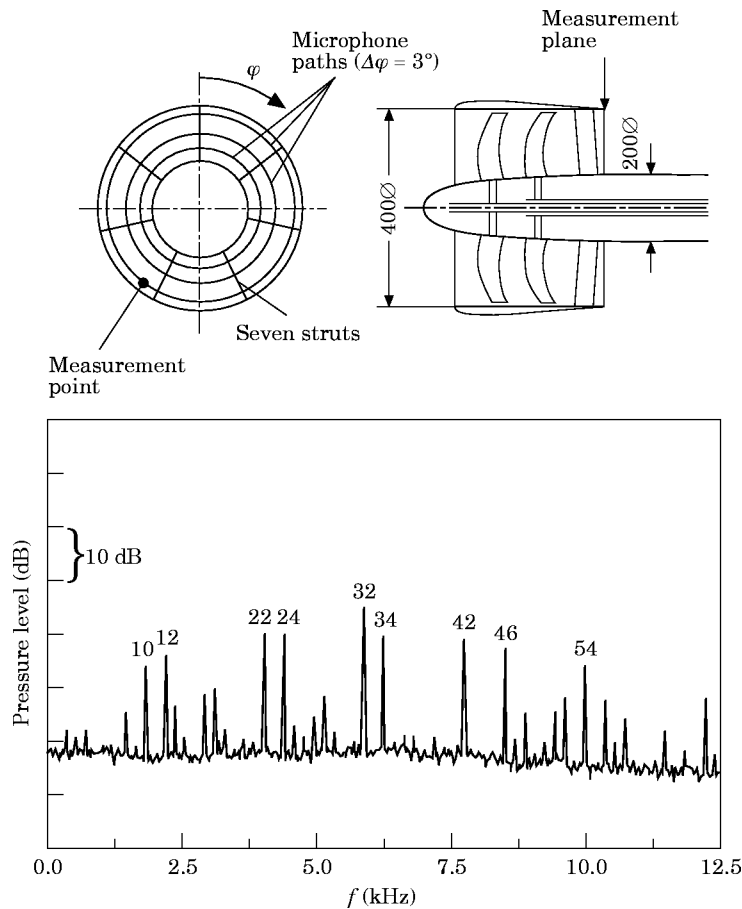 Microphone
paths (Δφ = 3°)
φ
Measurement
plane
400Ø
200Ø
Seven struts
Measurement
point
Pressure level (dB)
10 dB
10
12
22
24
32
34
42
46
54
0.0
2.5
5.0
7.5
10.0
12.5
f (kHz)